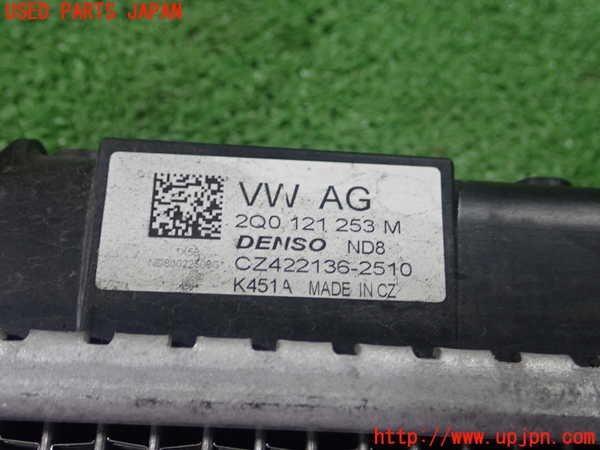 USED PARTS JAPAN
VW AG
2Q0 121 253 M
DENSO ND8
CZ422136-2510
K451A MADE IN CZ
http://www.upjpn.com/